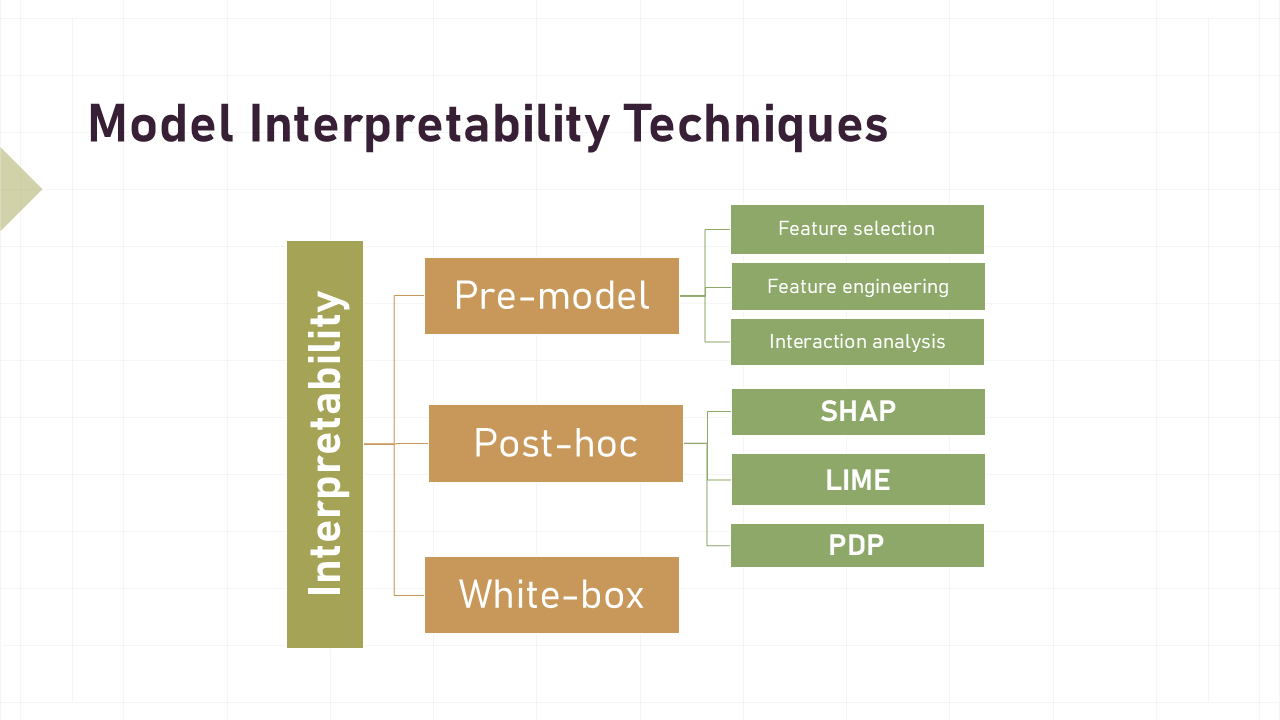 Model Interpretability Techniques
Interpretability
Pre-model
Feature selection
Feature engineering
Interaction analysis
Post-hoc
SHAP
LIME
PDP
White-box